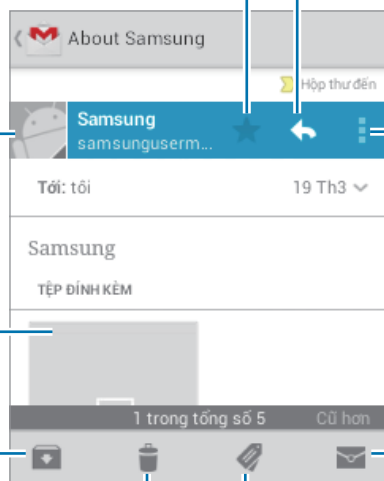 About Samsung
Hộp thư đến
Samsung
samsunguserm...
Tới: tôi 19 Th3
Samsung
TỆP ĐÍNH KÈM
1 trong tổng số 5 Cũ hơn